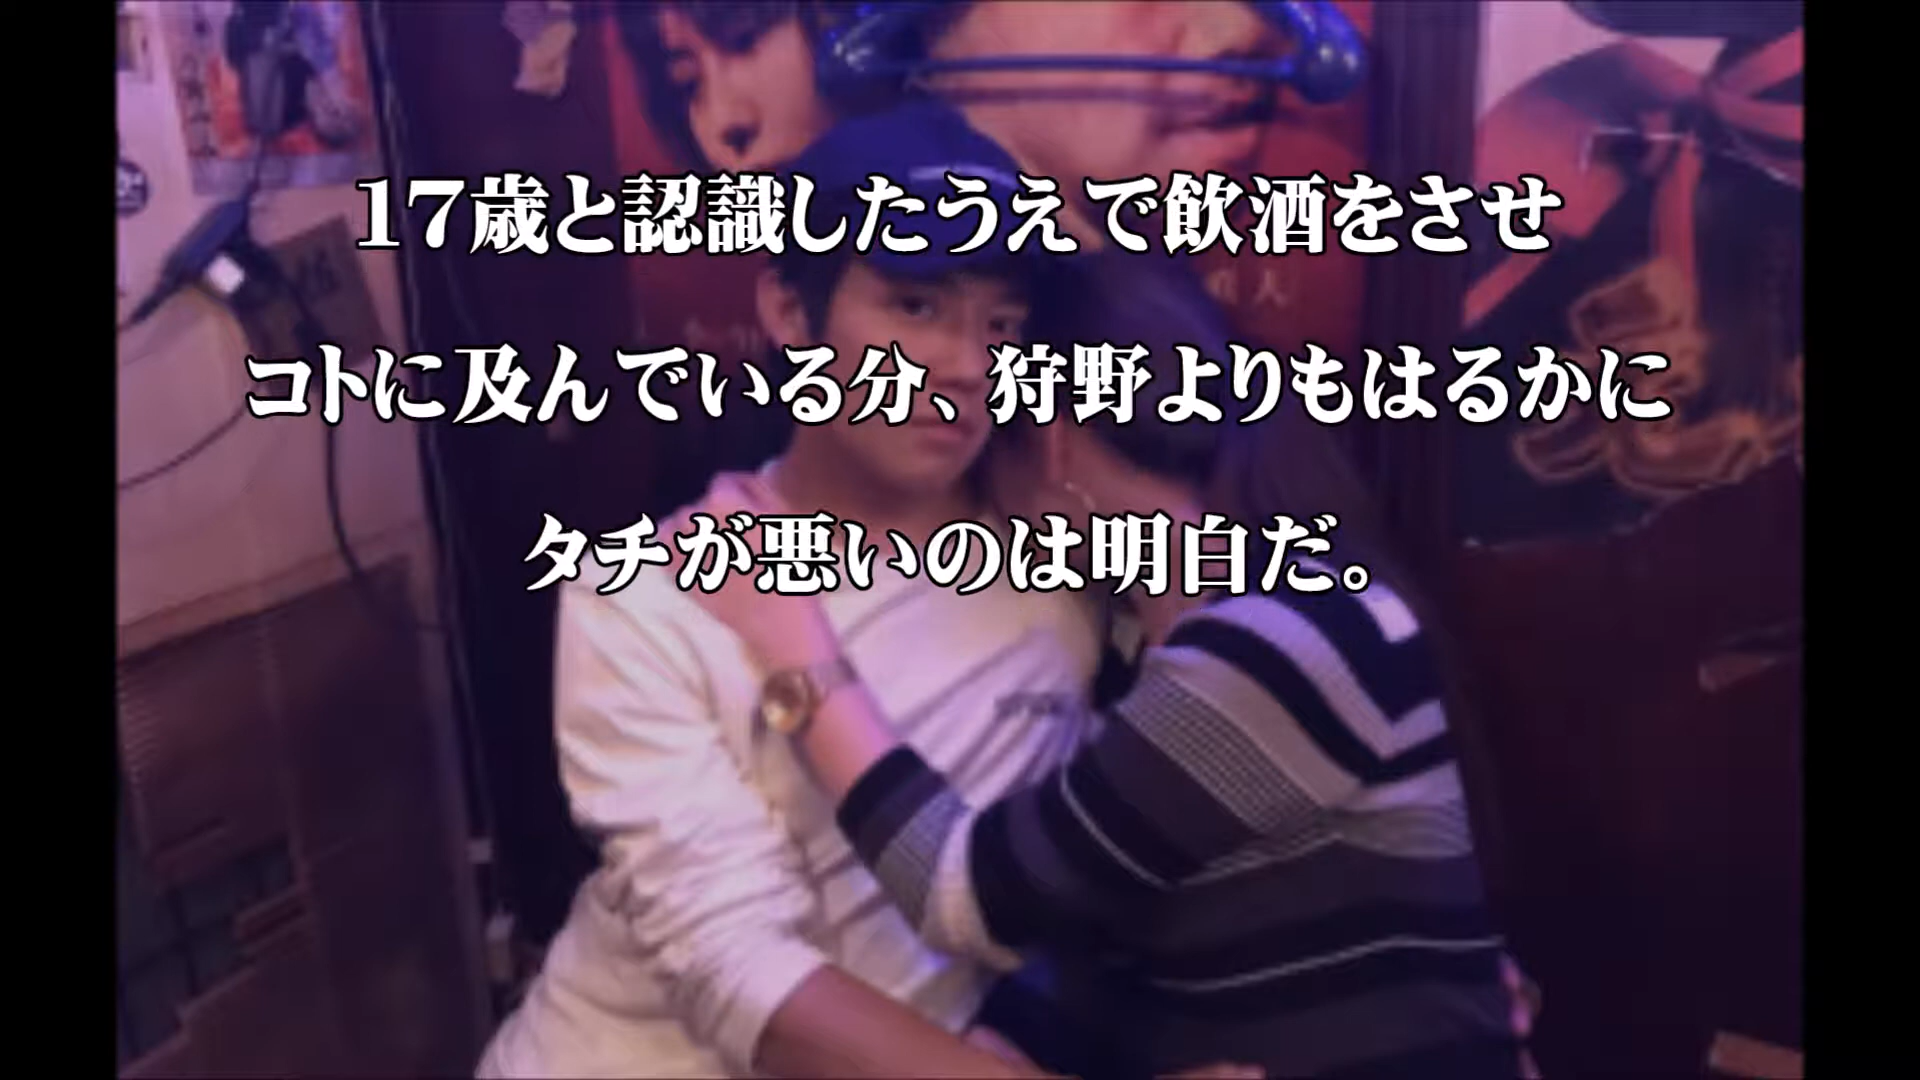 17歳と認識したうえで飲酒をさせ
コトに及んでいる分、狩野よりもはるかに
タチが悪いのは明白だ。